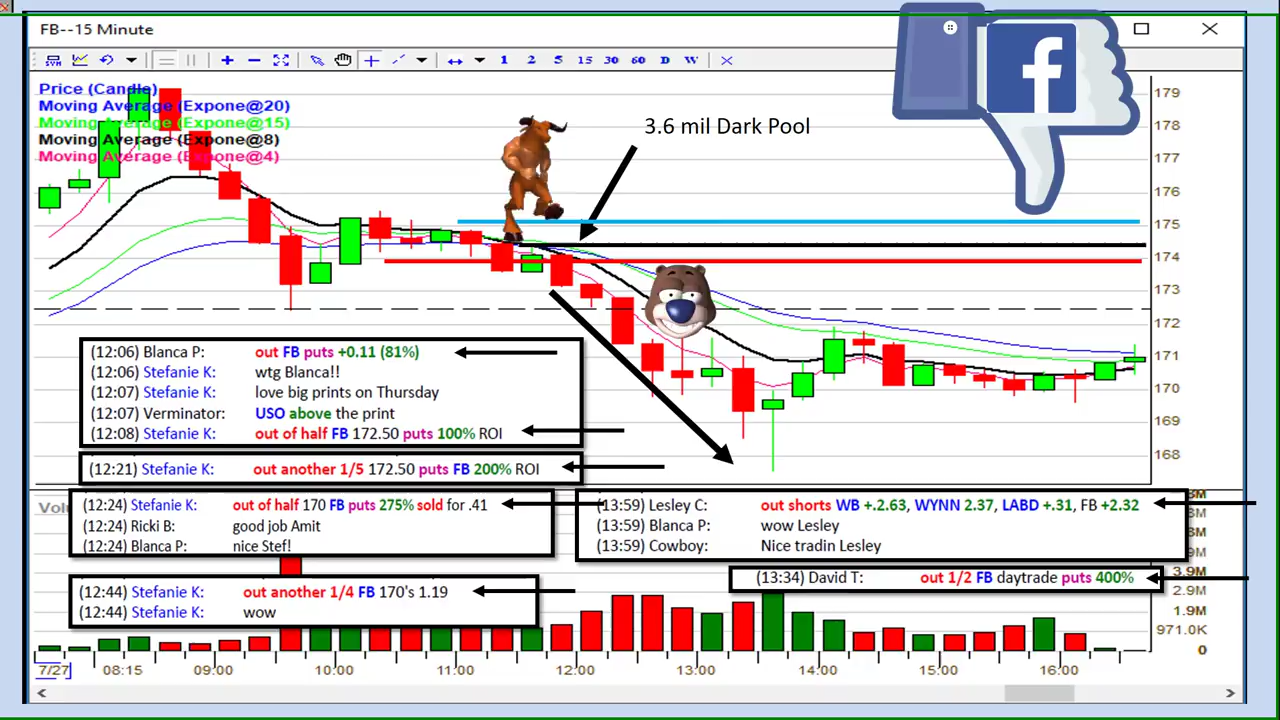 FB--15 Minute
1 2 5 15 30 60 D W
f
Price (Candle)
Moving Average (Expone@20)
Moving Average (Expone@15)
Moving Average (Expone@8)
Moving Average (Expone@4)
3.6 mil Dark Pool
179
178
177
176
175
174
173
172
171
170
169
168
(12:06) Blanca P: out FB puts +0.11 (81%)
(12:06) Stefanie K: wtg Blanca!!
(12:07) Stefanie K: love big prints on Thursday
(12:07) Verminator: USO above the print
(12:08) Stefanie K: out of half FB 172.50 puts 100% ROI
(12:21) Stefanie K: out another 1/5 172.50 puts FB 200% ROI
(12:24) Stefanie K: out of half 170 FB puts 275% sold for .41
(12:24) Ricki B: good job Amit
(12:24) Blanca P: nice Stef!
(13:59) Lesley C: out shorts WB +.2.63, WYNN 2.37, LABD +.31, FB +2.32
(13:59) Blanca P: wow Lesley
(13:59) Cowboy: Nice tradin Lesley
(13:34) David T: out 1/2 FB daytrade puts 400%
(12:44) Stefanie K: out another 1/4 FB 170's 1.19
(12:44) Stefanie K: wow
3.9M
2.9M
1.9M
971.0K
0
7/27 08:15 09:00 10:00 11:00 12:00 13:00 14:00 15:00 16:00